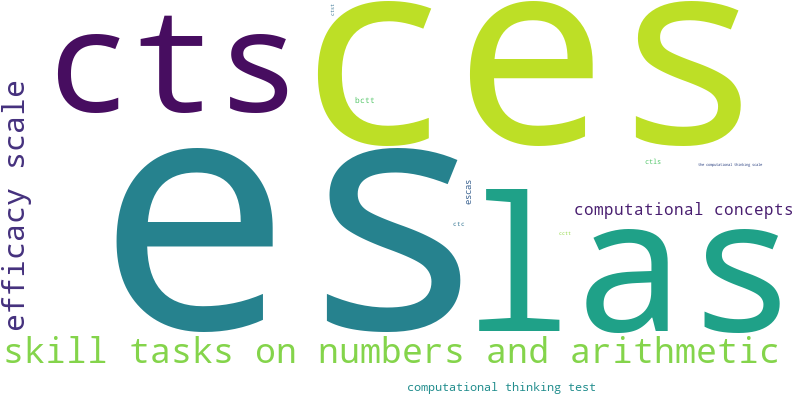 cts
ces
ctst
bctt
efficacy scale
es
ctls
the computational thinking scale
escas
las
computational concepts
ctc
cctt
skill tasks on numbers and arithmetic
computational thinking test